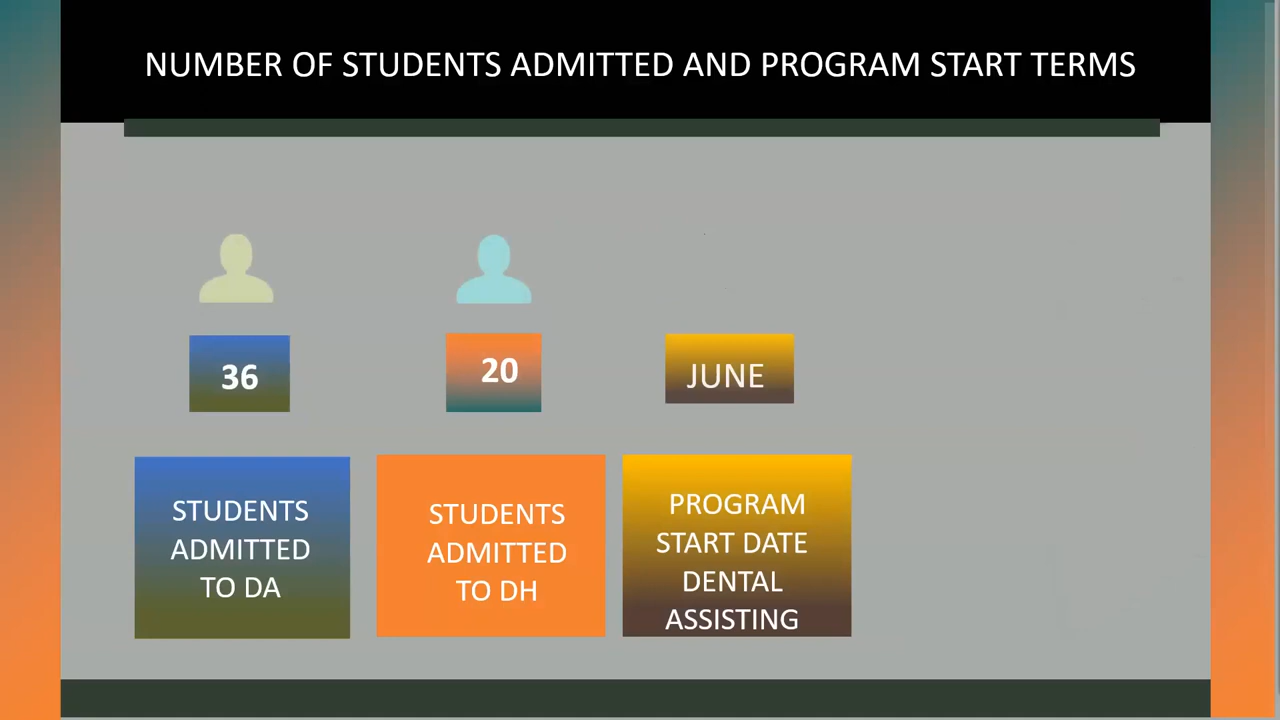 NUMBER OF STUDENTS ADMITTED AND PROGRAM START TERMS
36
20
JUNE
STUDENTS
ADMITTED
TO DA
STUDENTS
ADMITTED
TO DH
PROGRAM
START DATE
DENTAL
ASSISTING